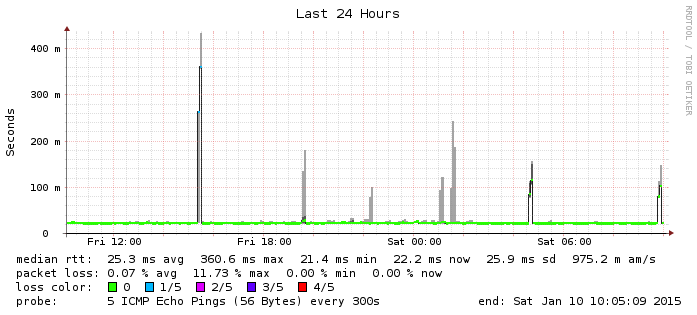 Last 24 Hours
RRDTOOL / TOBI OETIKER
Seconds
400 m
300 m
200 m
100 m
0
Fri 12:00 Fri 18:00 Sat 00:00 Sat 06:00
median rtt: 25.3 ms avg 360.6 ms max 21.4 ms min 22.2 ms now 25.9 ms sd 975.2 m am/s
packet loss: 0.07 % avg 11.73 % max 0.00 % min 0.00 % now
loss color: 0 1/5 2/5 3/5 4/5
probe: 5 ICMP Echo Pings (56 Bytes) every 300s end: Sat Jan 10 10:05:09 2015